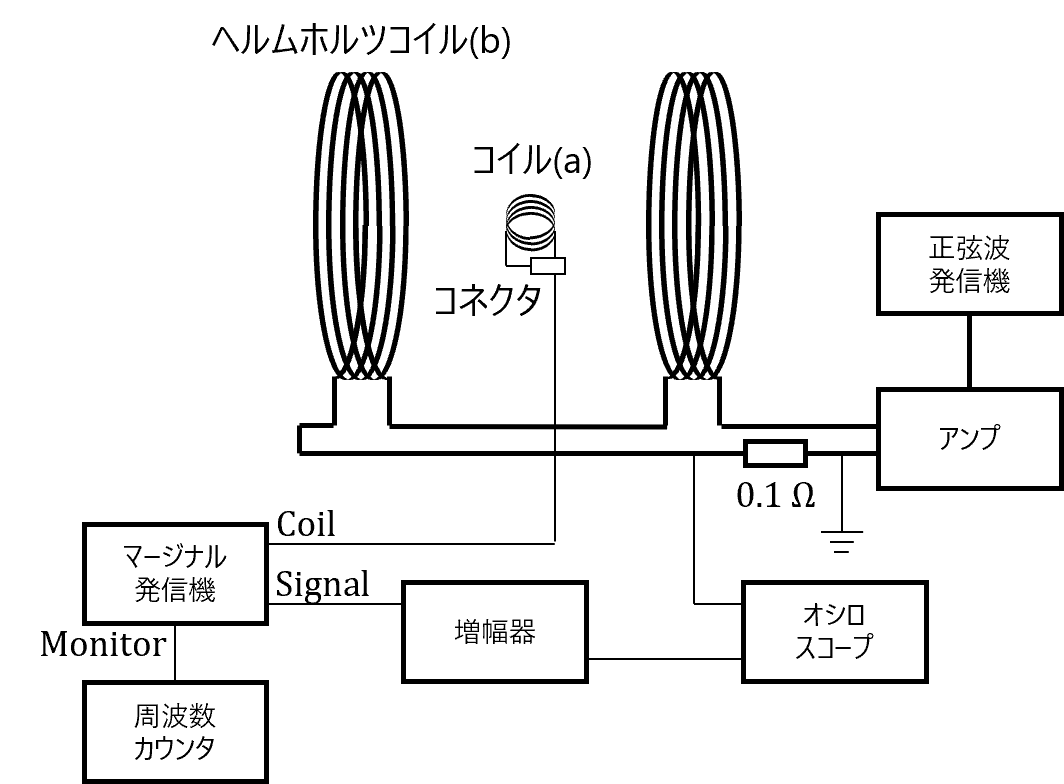 ヘルムホルツコイル(b)
コイル(a)
コネクタ
正弦波
発信機
アンプ
0.1 Ω
Coil
マージナル
発信機
Signal
Monitor
増幅器
オシロ
スコープ
周波数
カウンタ